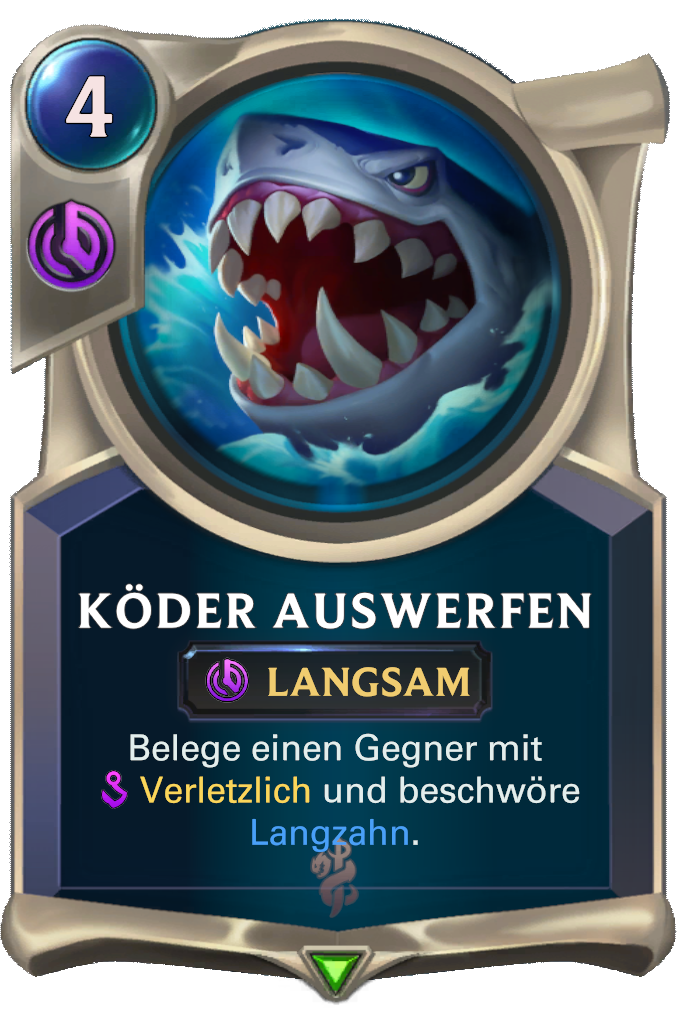 4
KÖDER AUSWERFEN
LANGSAM
Belege einen Gegner mit
Verletzlich und beschwöre
Langzahn.